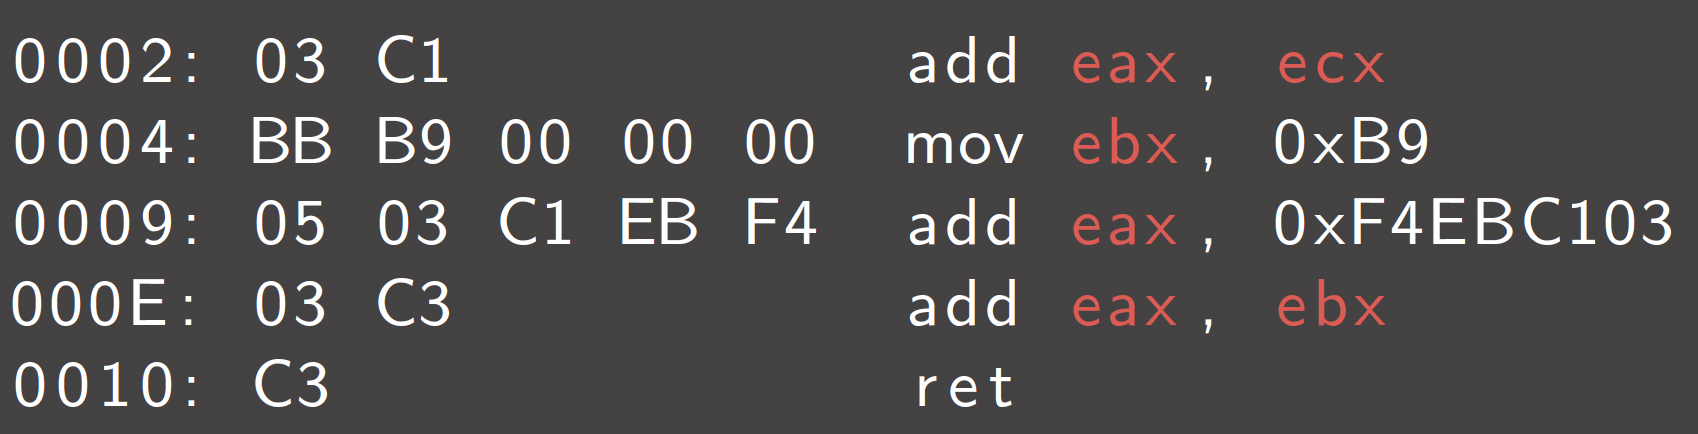 0002: 03 C1 add eax, ecx
0004: BB B9 00 00 00 mov ebx, 0xB9
0009: 05 03 C1 EB F4 add eax, 0xF4EBC103
000E: 03 C3 add eax, ebx
0010: C3 ret